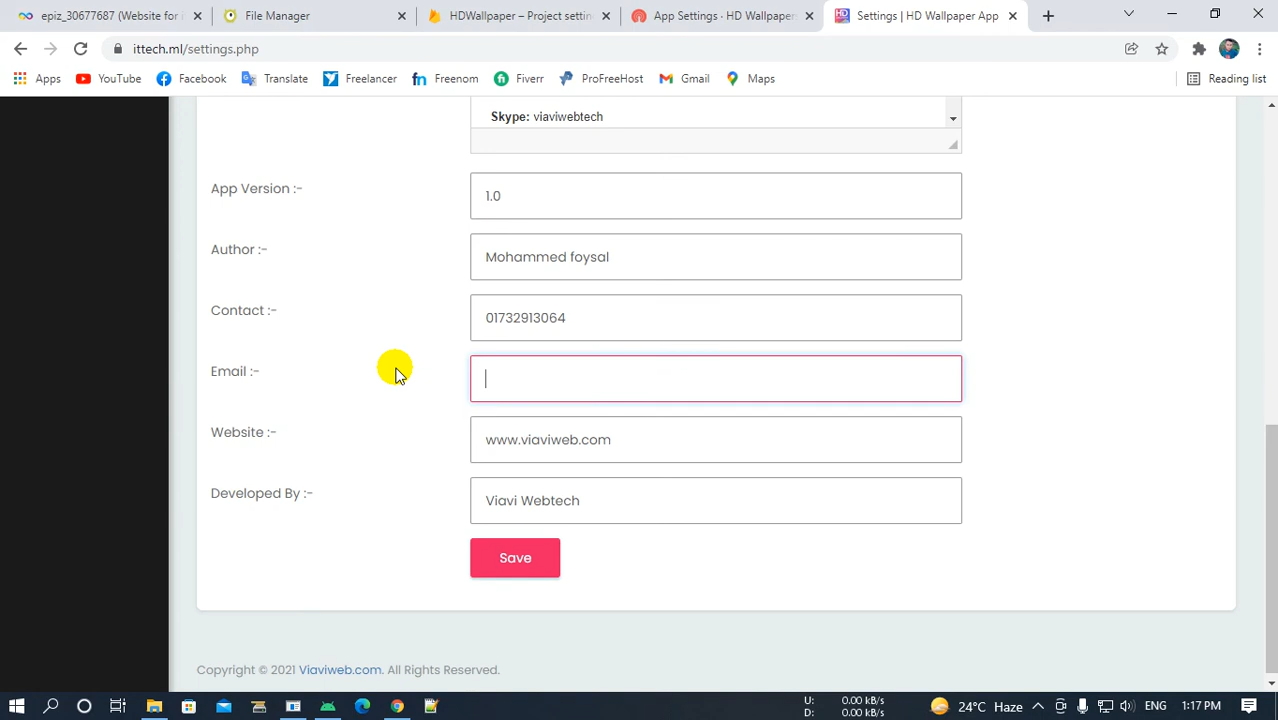 epiz_30677687 (Website for i
File Manager
HDWallpaper – Project settin
App Settings · HD Wallpaper
Settings | HD Wallpaper App
ittech.ml/settings.php
Apps
YouTube
Facebook
Translate
Freelancer
Freenom
Fiverr
ProFreeHost
Gmail
Maps
Reading list
Skype: viaviwebtech
App Version :-
1.0
Author :-
Mohammed foysal
Contact :-
01732913064
Email :-
Website :-
www.viaviweb.com
Developed By :-
Viavi Webtech
Save
Copyright © 2021 Viaviweb.com. All Rights Reserved.
U: 0.00 kB/s
D: 0.00 kB/s
24°C Haze
ENG
1:17 PM